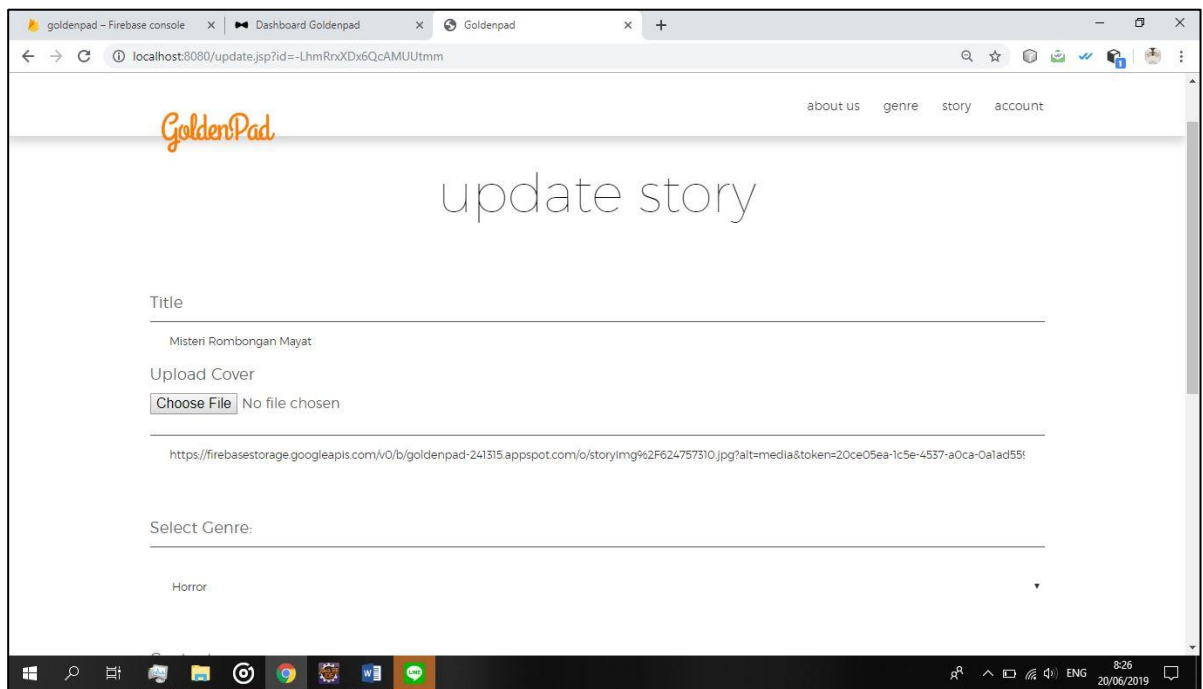 goldenpad – Firebase console
Dashboard Goldenpad
Goldenpad
localhost:8080/update.jsp?id=-LhmRrxXDx6QcAMUUtmm
GoldenPad
about us genre story account
update story
Title
Misteri Rombongan Mayat
Upload Cover
Choose File No file chosen
https://firebasestorage.googleapis.com/v0/b/goldenpad-241315.appspot.com/o/storyImg%2F624757310.jpg?alt=media&token=20ce05ea-1c5e-4537-a0ca-0a1ad559
Select Genre:
Horror
1
W
LINE
ENG
8:26
20/06/2019